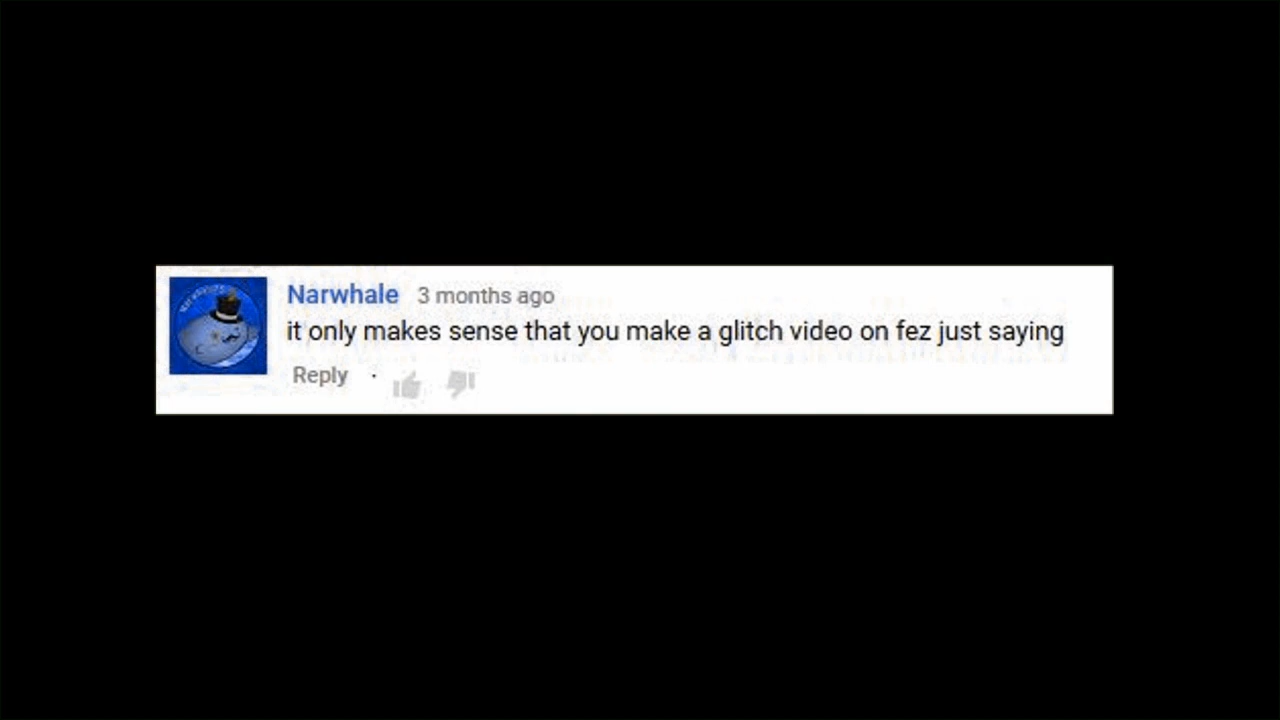 Narwhale 3 months ago
it only makes sense that you make a glitch video on fez just saying
Reply ·